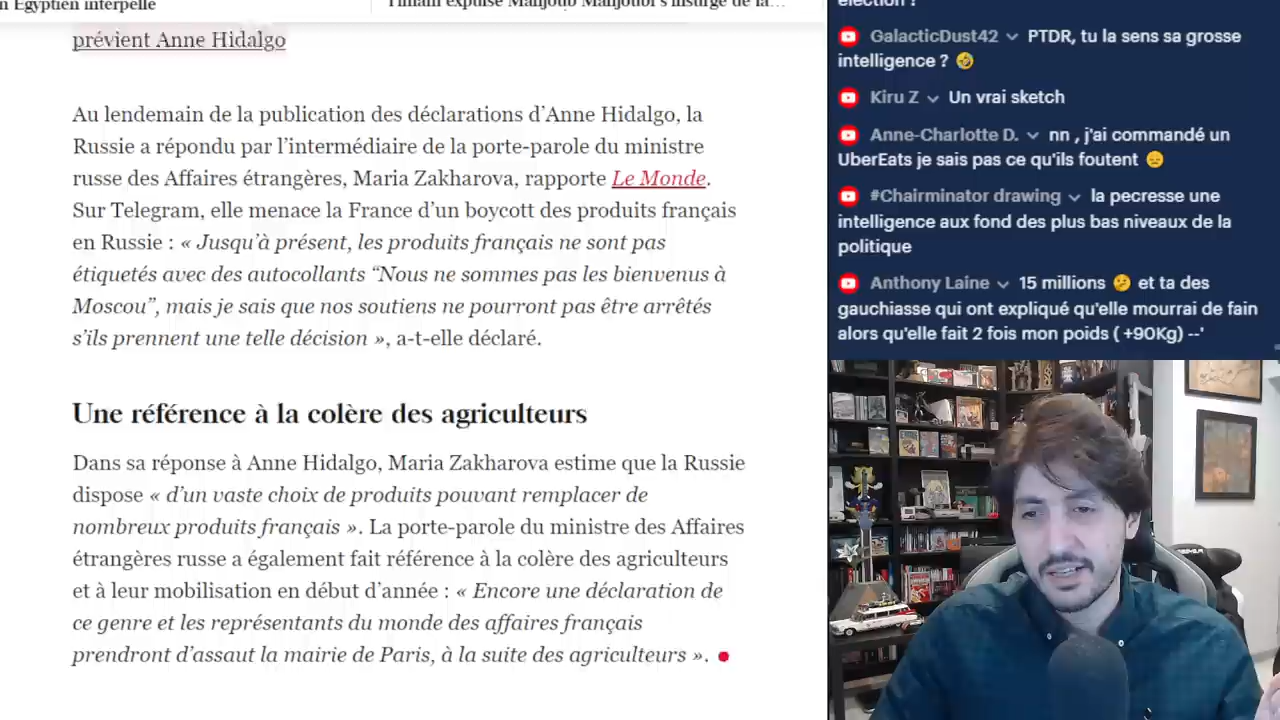 n Egyptien interpelle
Timani expulsé Mahjoub Mahjoubi s'insurge de la…
prévient Anne Hidalgo
Au lendemain de la publication des déclarations d’Anne Hidalgo, la
Russie a répondu par l’intermédiaire de la porte-parole du ministre
russe des Affaires étrangères, Maria Zakharova, rapporte Le Monde.
Sur Telegram, elle menace la France d’un boycott des produits français
en Russie : « Jusqu’à présent, les produits français ne sont pas
étiquetés avec des autocollants “Nous ne sommes pas les bienvenus à
Moscou”, mais je sais que nos soutiens ne pourront pas être arrêtés
s’ils prennent une telle décision », a-t-elle déclaré.
Une référence à la colère des agriculteurs
Dans sa réponse à Anne Hidalgo, Maria Zakharova estime que la Russie
dispose « d’un vaste choix de produits pouvant remplacer de
nombreux produits français ». La porte-parole du ministre des Affaires
étrangères russe a également fait référence à la colère des agriculteurs
et à leur mobilisation en début d’année : « Encore une déclaration de
ce genre et les représentants du monde des affaires français
prendront d’assaut la mairie de Paris, à la suite des agriculteurs ».
élection ?
GalacticDust42 PTDR, tu la sens sa grosse
intelligence ? 🤣
Kiru Z Un vrai sketch
Anne-Charlotte D. nn , j'ai commandé un
UberEats je sais pas ce qu'ils foutent 😞
#Chairminator drawing la pecresse une
intelligence aux fond des plus bas niveaux de la
politique
Anthony Laine 15 millions 🤔 et ta des
gauchiasse qui ont expliqué qu'elle mourrai de fain
alors qu'elle fait 2 fois mon poids ( +90Kg) --'